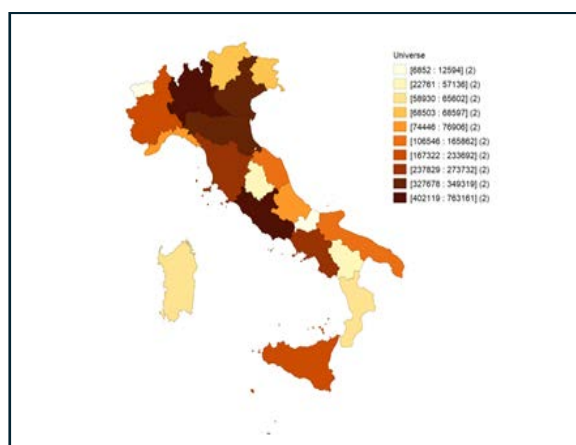 Universe
[6852 : 12594] (2)
[22761 : 57136] (2)
[58930 : 65602] (2)
[68503 : 68597] (2)
[74446 : 76906] (2)
[106546 : 165862] (2)
[167322 : 233692] (2)
[237829 : 273732] (2)
[327676 : 349319] (2)
[402119 : 763161] (2)